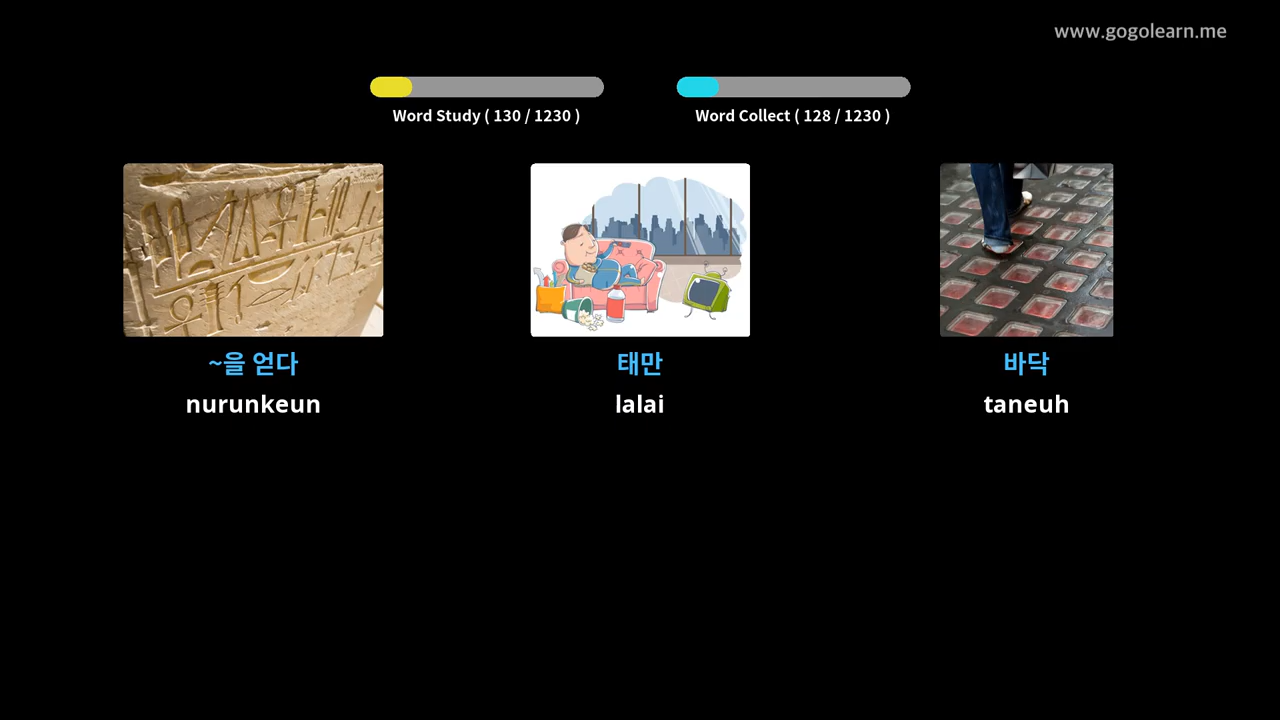 www.gogolearn.me
Word Study ( 130 / 1230 )
Word Collect ( 128 / 1230 )
~을 얻다
태만
바닥
nurunkeun
lalai
taneuh